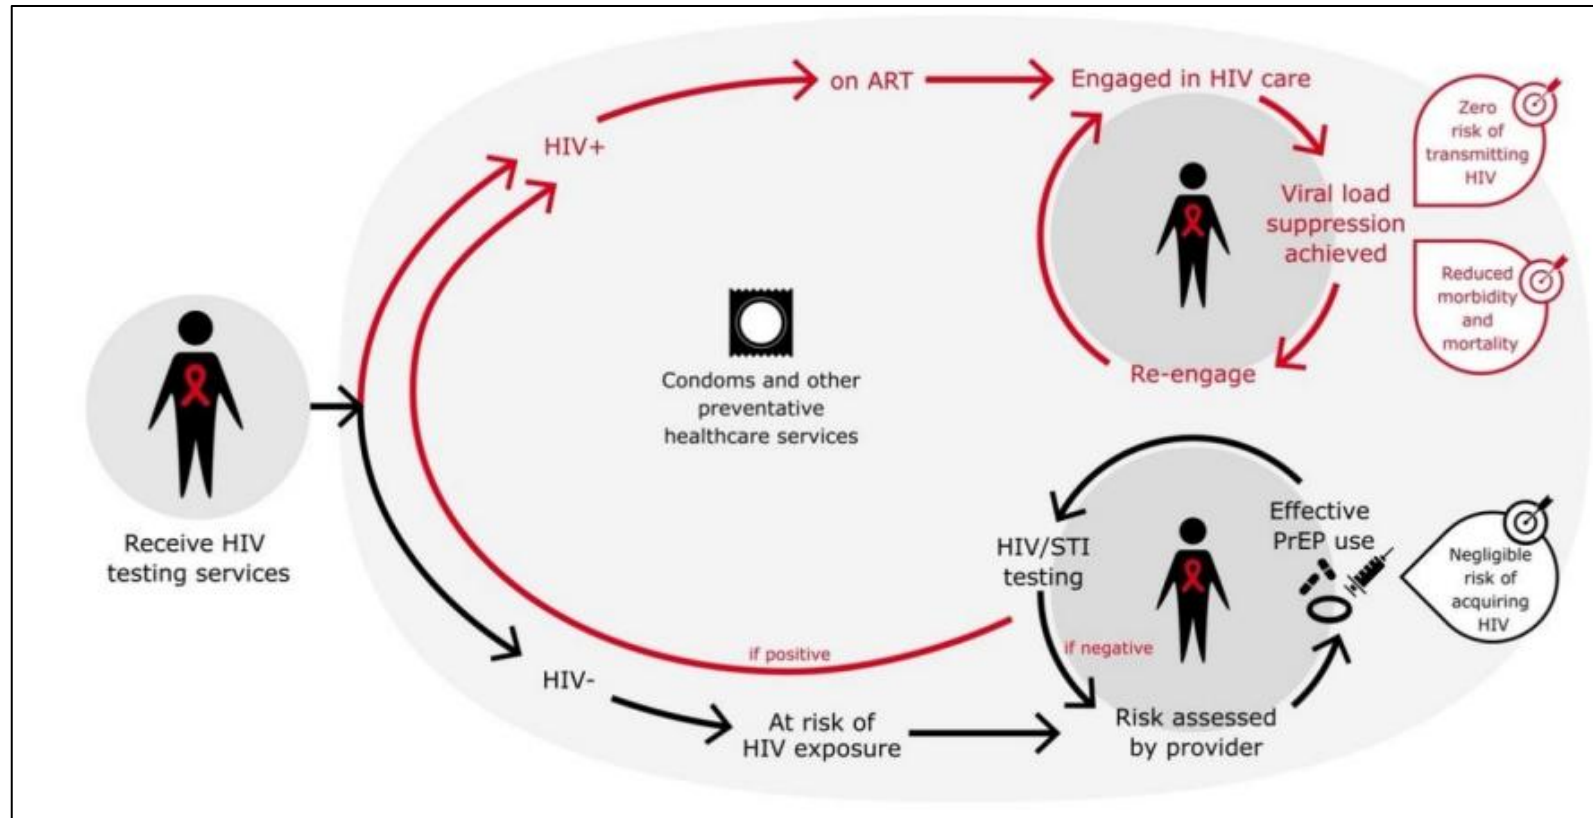 on ART
Engaged in HIV care
HIV+
Zero
risk of
transmitting
HIV
Viral load
suppression
achieved
Reduced
morbidity
and
mortality
Re-engage
Condoms and other
preventative
healthcare services
Receive HIV
testing services
HIV/STI
testing
Effective
PrEP use
Negligible
risk of
acquiring
HIV
if positive
if negative
HIV-
At risk of
HIV exposure
Risk assessed
by provider